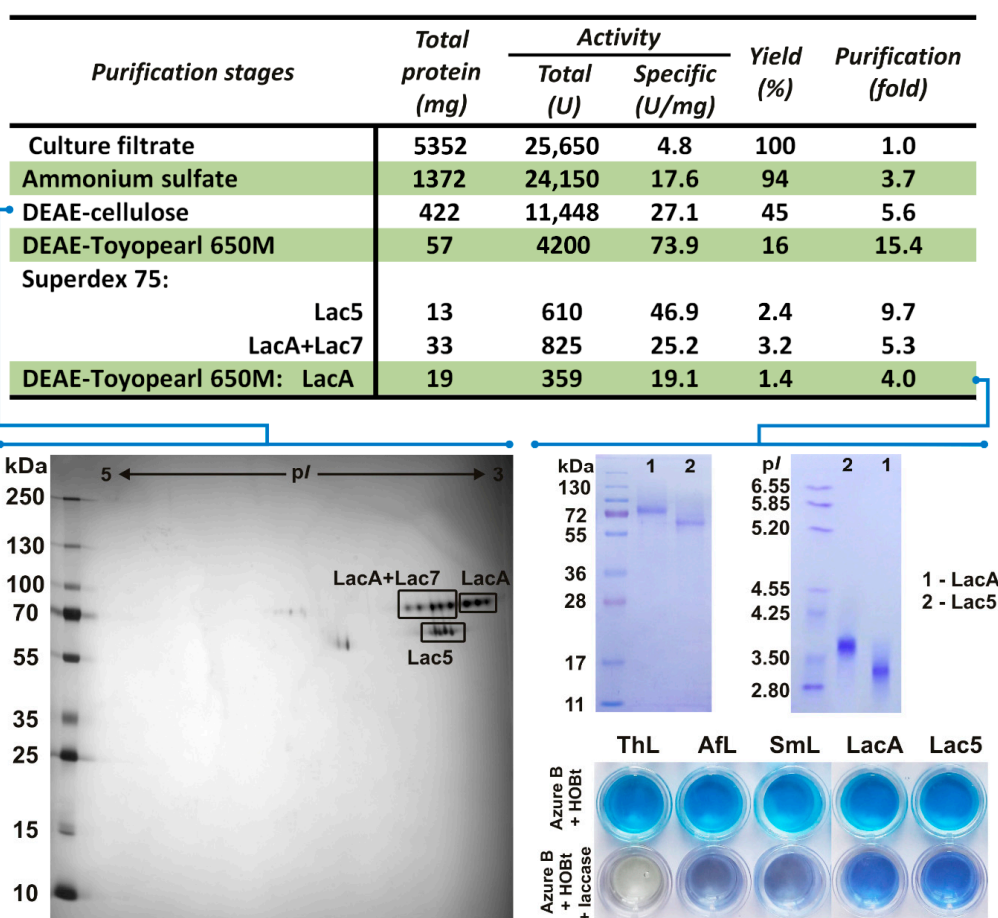 Purification stages Total protein (mg) Activity Yield (%) Purification (fold)
Total (U) Specific (U/mg)
Culture filtrate 5352 25,650 4.8 100 1.0
Ammonium sulfate 1372 24,150 17.6 94 3.7
DEAE-cellulose 422 11,448 27.1 45 5.6
DEAE-Toyopearl 650M 57 4200 73.9 16 15.4
Superdex 75:
Lac5 13 610 46.9 2.4 9.7
LacA+Lac7 33 825 25.2 3.2 5.3
DEAE-Toyopearl 650M: LacA 19 359 19.1 1.4 4.0
kDa
5 pI 3
250
130
100
70
55
35
25
15
10
LacA+Lac7 LacA
Lac5
kDa 1 2
130
72
55
36
28
17
11
pI 2 1
6.55
5.85
5.20
4.55
4.25
3.50
2.80
1 - LacA
2 - Lac5
ThL AfL SmL LacA Lac5
Azure B
+ HOBt
Azure B
+ HOBt
+ laccase